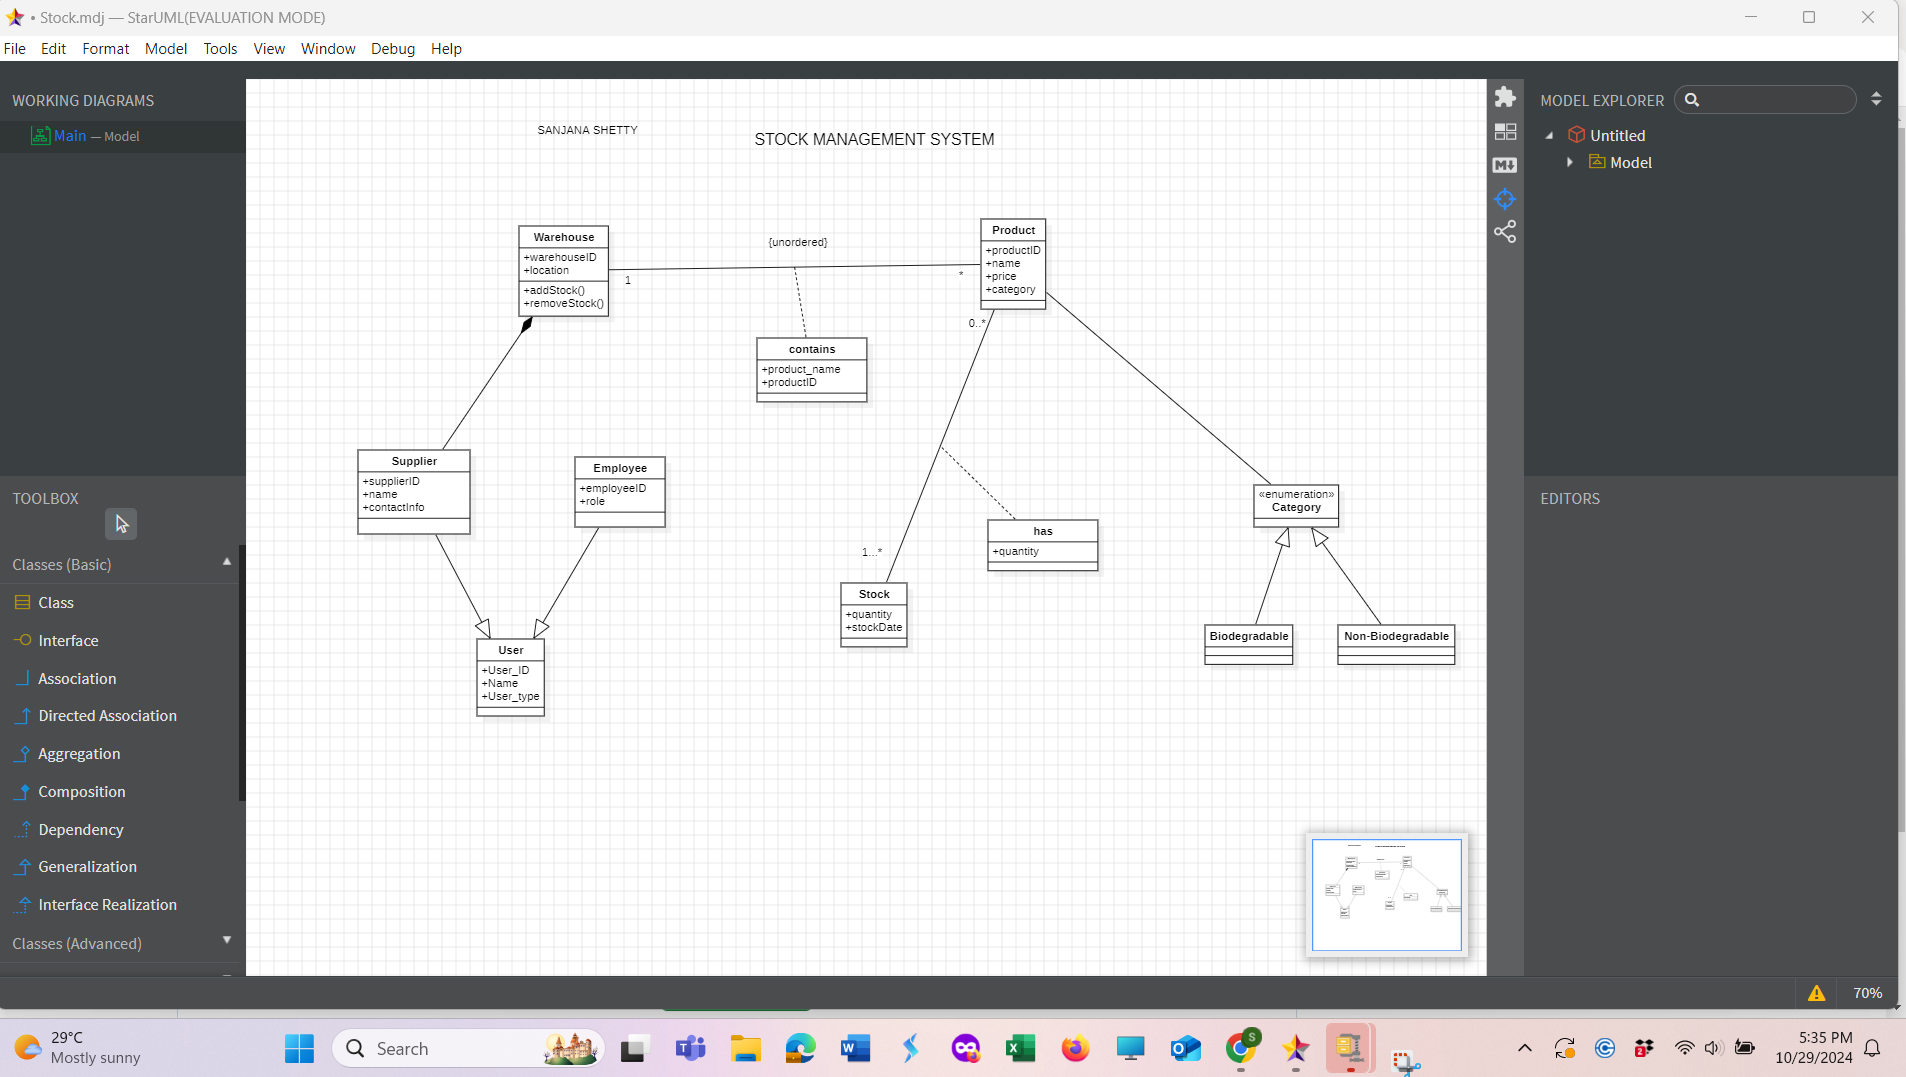 Stock.mdj — StarUML(EVALUATION MODE)
File Edit Format Model Tools View Window Debug Help
WORKING DIAGRAMS
Main — Model
TOOLBOX
Classes (Basic)
Class
Interface
Association
Directed Association
Aggregation
Composition
Dependency
Generalization
Interface Realization
Classes (Advanced)
SANJANA SHETTY
STOCK MANAGEMENT SYSTEM
Warehouse
+warehouseID
+location
+addStock()
+removeStock()
1
{unordered}
*
Product
+productID
+name
+price
+category
0..*
contains
+product_name
+productID
Supplier
+supplierID
+name
+contactInfo
Employee
+employeeID
+role
User
+User_ID
+Name
+User_type
1...*
Stock
+quantity
+stockDate
has
+quantity
«enumeration»
Category
Biodegradable
Non-Biodegradable
MODEL EXPLORER
Untitled
Model
EDITORS
70%
29°C
Mostly sunny
Search
5:35 PM
10/29/2024